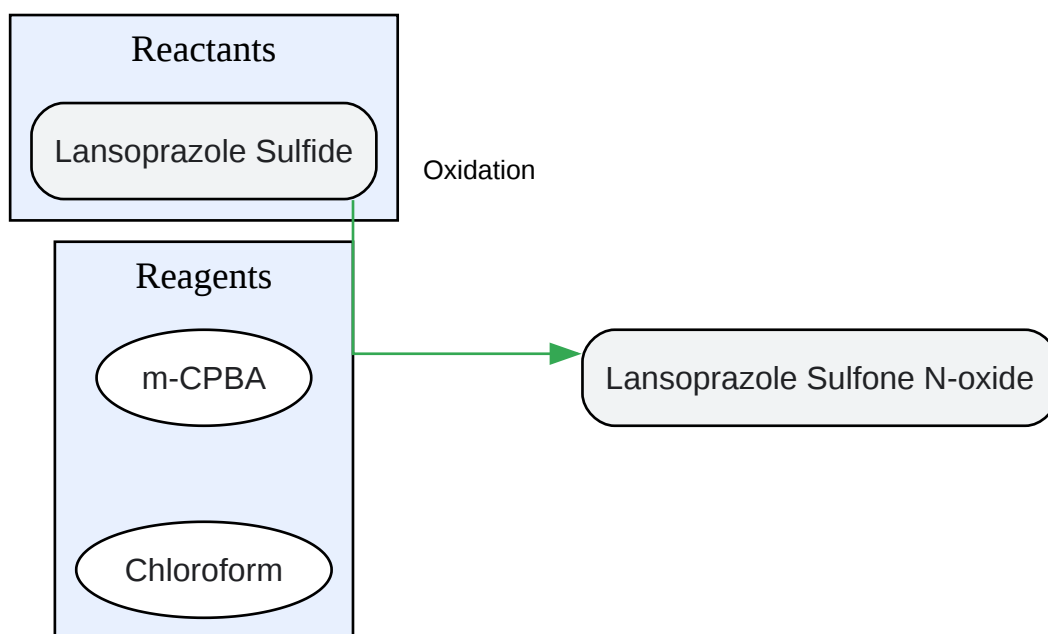 Reactants
Lansoprazole Sulfide
Oxidation
Reagents
m-CPBA
Lansoprazole Sulfone N-oxide
Chloroform